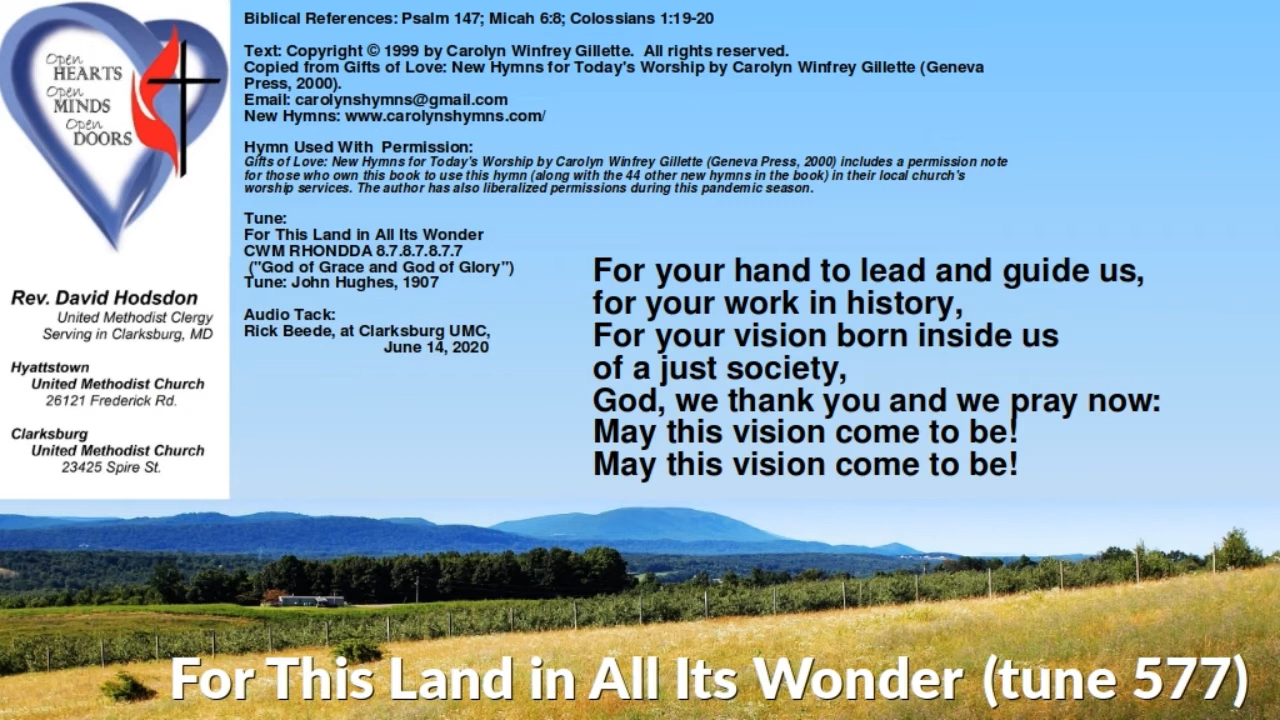 Open
HEARTS
Open
MINDS
Open
DOORS
Rev. David Hodsdon
United Methodist Clergy
Serving in Clarksburg, MD
Hyattstown
United Methodist Church
26121 Frederick Rd.
Clarksburg
United Methodist Church
23425 Spire St.
Biblical References: Psalm 147; Micah 6:8; Colossians 1:19-20
Text: Copyright © 1999 by Carolyn Winfrey Gillette. All rights reserved.
Copied from Gifts of Love: New Hymns for Today's Worship by Carolyn Winfrey Gillette (Geneva
Press, 2000).
Email: carolynshymns@gmail.com
New Hymns: www.carolynshymns.com/
Hymn Used With Permission:
Gifts of Love: New Hymns for Today's Worship by Carolyn Winfrey Gillette (Geneva Press, 2000) includes a permission note
for those who own this book to use this hymn (along with the 44 other new hymns in the book) in their local church's
worship services. The author has also liberalized permissions during this pandemic season.
Tune:
For This Land in All Its Wonder
CWM RHONDDA 8.7.8.7.8.7.7
("God of Grace and God of Glory")
Tune: John Hughes, 1907
Audio Tack:
Rick Beede, at Clarksburg UMC,
June 14, 2020
For your hand to lead and guide us,
for your work in history,
For your vision born inside us
of a just society,
God, we thank you and we pray now:
May this vision come to be!
May this vision come to be!
For This Land in All Its Wonder (tune 577)